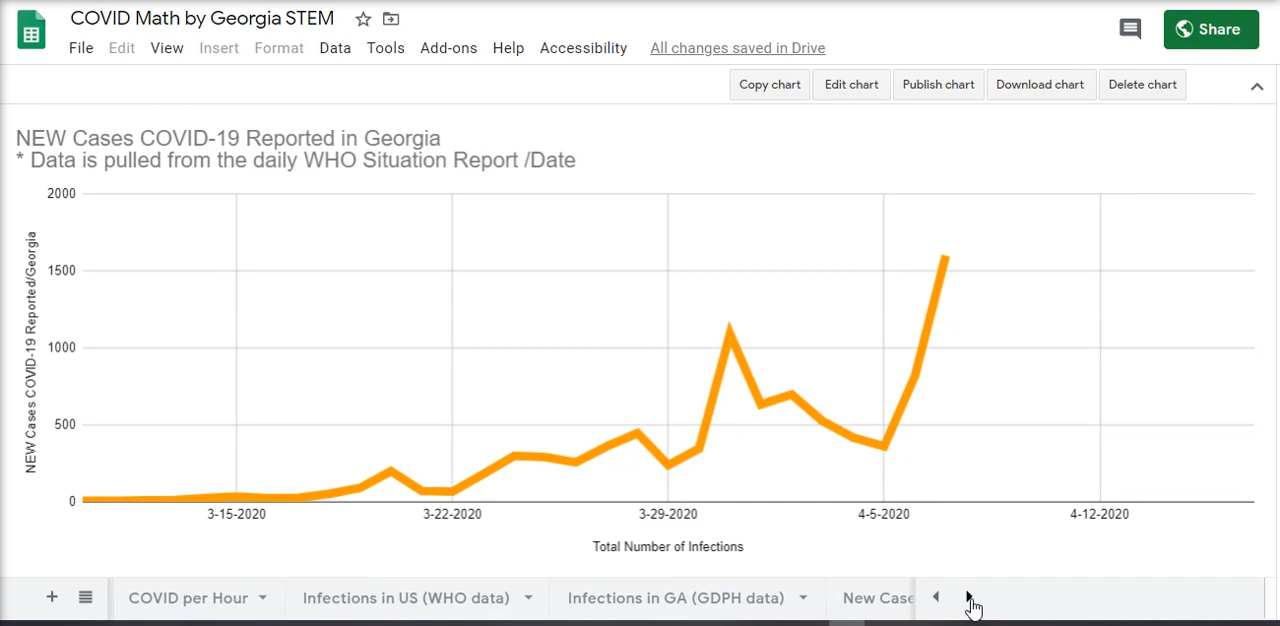 COVID Math by Georgia STEM
File Edit View Insert Format Data Tools Add-ons Help Accessibility All changes saved in Drive
Share
Copy chart Edit chart Publish chart Download chart Delete chart
NEW Cases COVID-19 Reported in Georgia
* Data is pulled from the daily WHO Situation Report /Date
NEW Cases COVID-19 Reported/Georgia
2000
1500
1000
500
0
3-15-2020 3-22-2020 3-29-2020 4-5-2020 4-12-2020
Total Number of Infections
+ COVID per Hour Infections in US (WHO data) Infections in GA (GDPH data) New Case